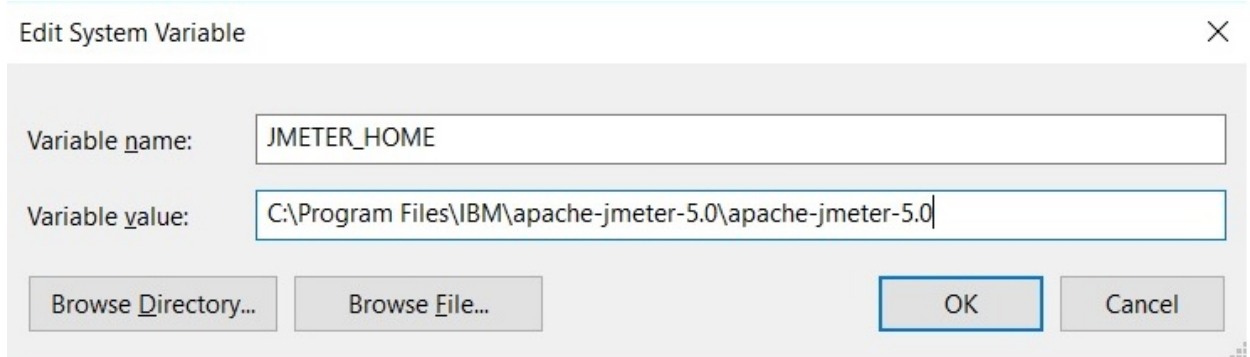 Edit System Variable
Variable name: JMETER_HOME
Variable value: C:\Program Files\IBM\apache-jmeter-5.0\apache-jmeter-5.0
Browse Directory... Browse File... OK Cancel